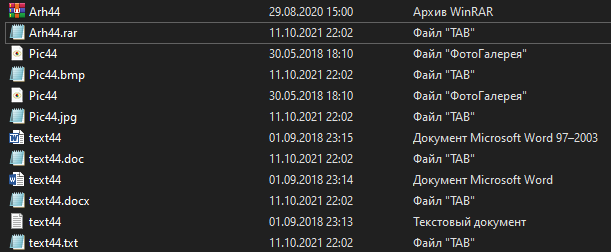 Arh44 29.08.2020 15:00 Архив WinRAR
Arh44.rar 11.10.2021 22:02 Файл "TAB"
Pic44 30.05.2018 18:10 Файл "ФотоГалерея"
Pic44.bmp 11.10.2021 22:02 Файл "TAB"
Pic44 30.05.2018 18:10 Файл "ФотоГалерея"
Pic44.jpg 11.10.2021 22:02 Файл "TAB"
text44 01.09.2018 23:15 Документ Microsoft Word 97–2003
text44.doc 11.10.2021 22:02 Файл "TAB"
text44 01.09.2018 23:14 Документ Microsoft Word
text44.docx 11.10.2021 22:02 Файл "TAB"
text44 01.09.2018 23:13 Текстовый документ
text44.txt 11.10.2021 22:02 Файл "TAB"